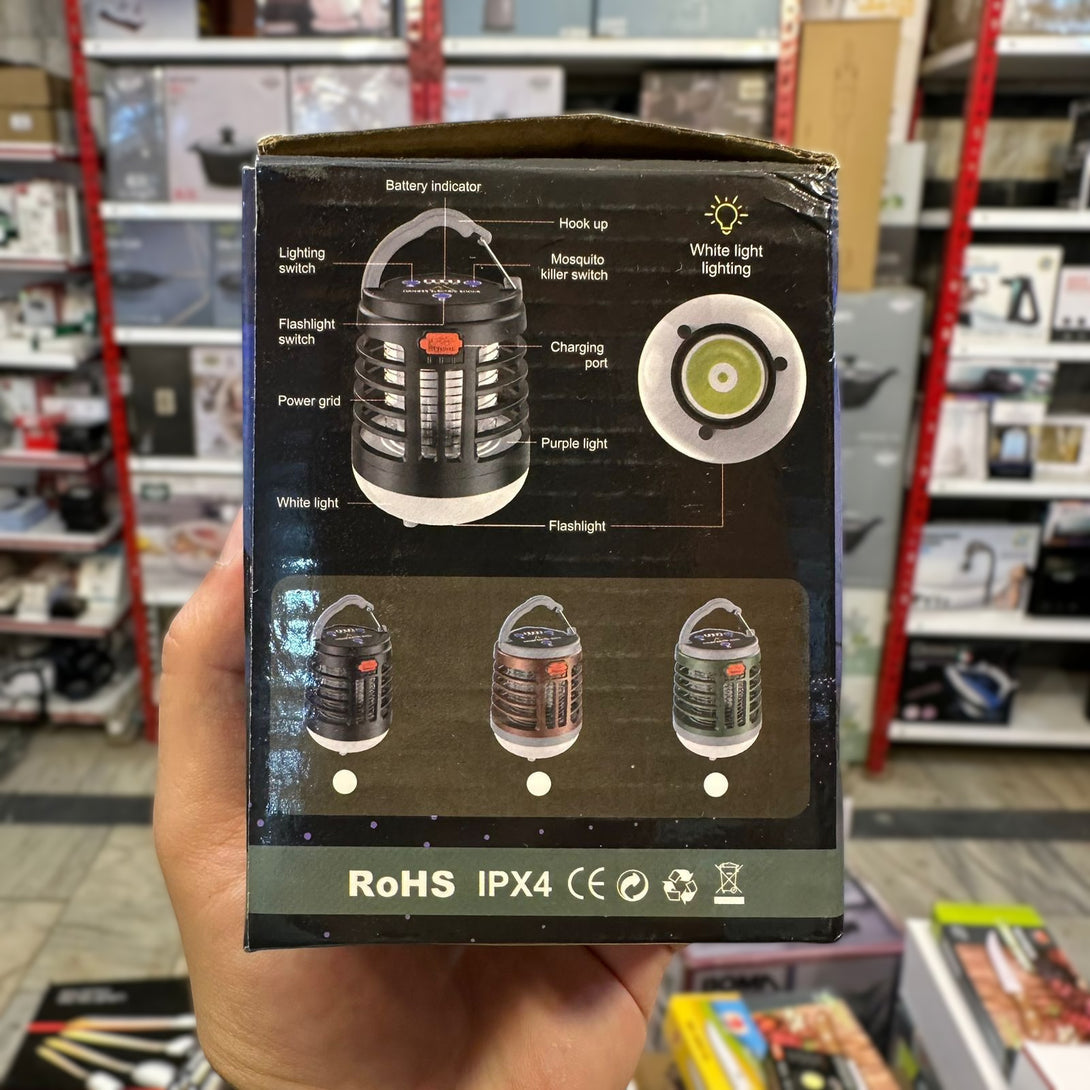 Battery indicator
Hook up
Lighting
switch
Mosquito
killer switch
White light
lighting
Flashlight
switch
Charging
port
Power grid
Purple light
White light
Flashlight
RoHS IPX4 CE